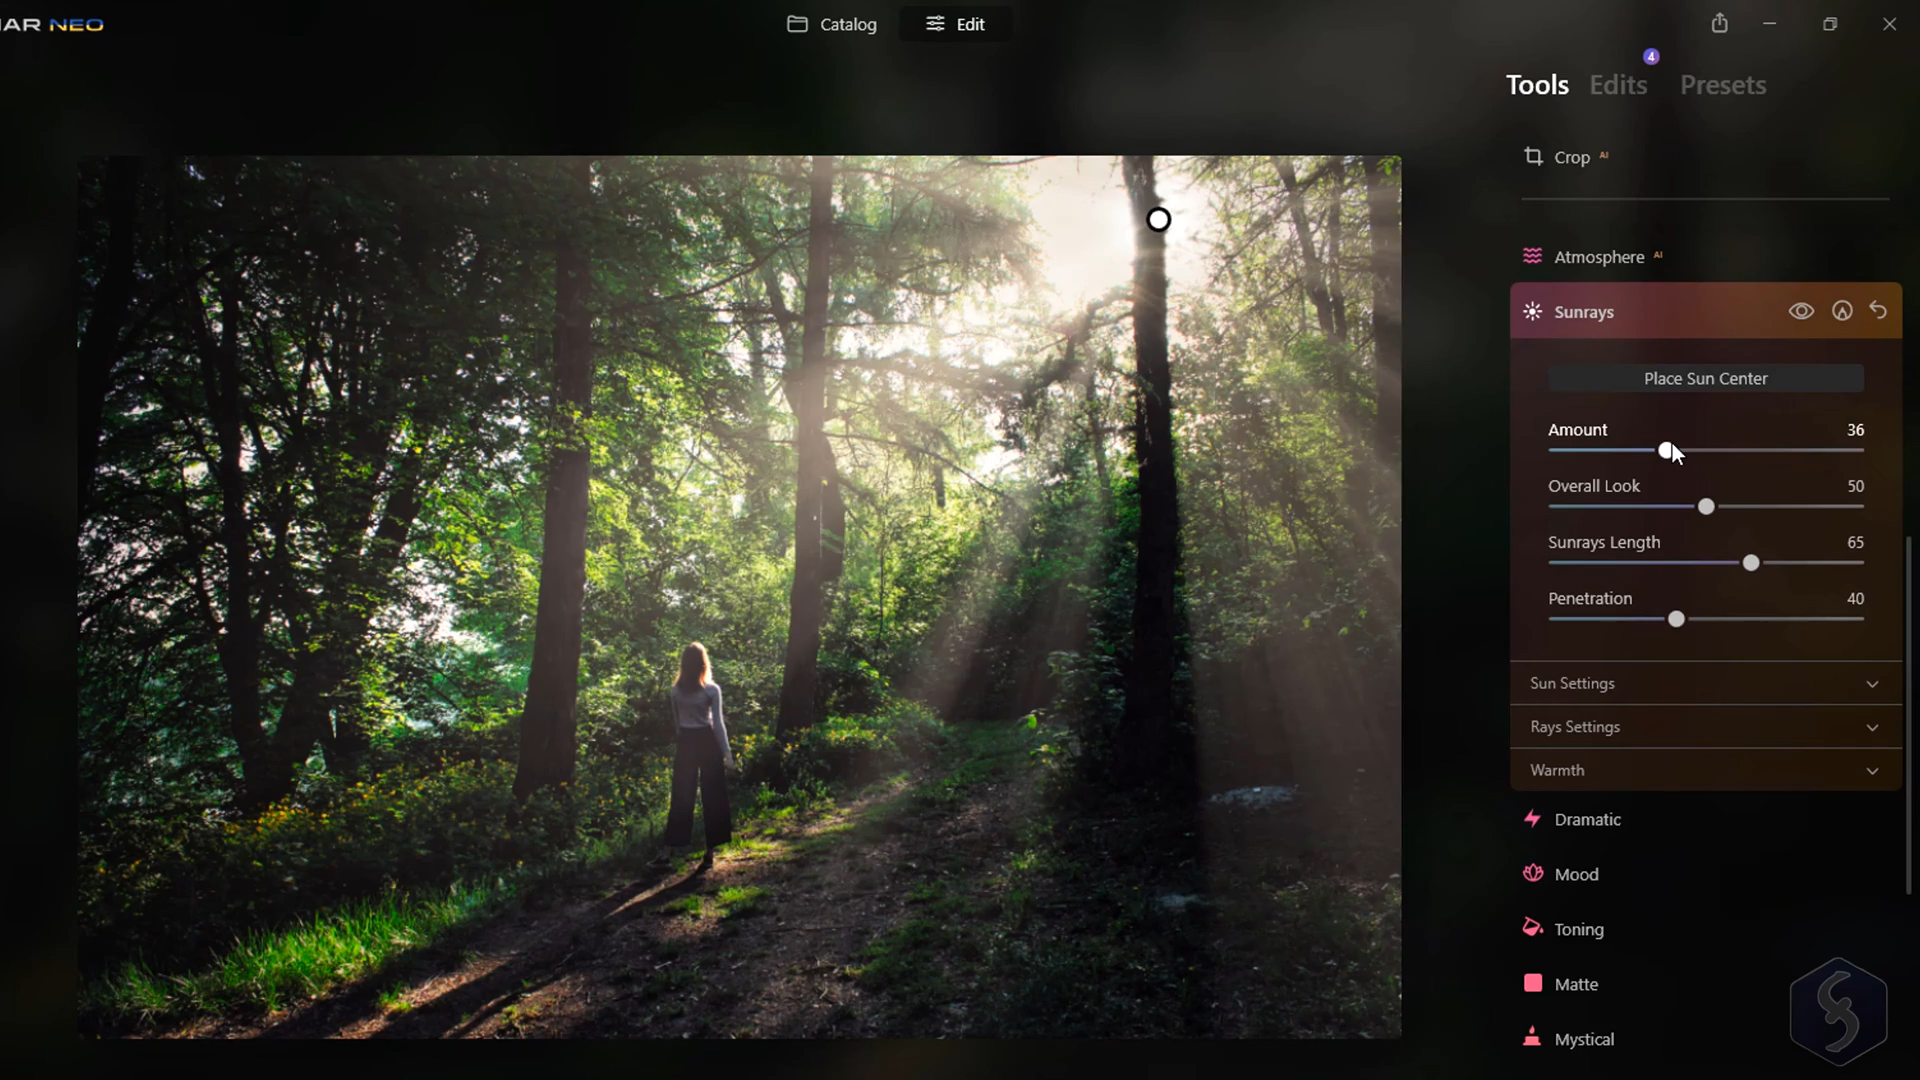 AR NEO
Catalog
Edit
4
Tools Edits Presets
Crop AI
Atmosphere AI
Sunrays
Place Sun Center
Amount 36
Overall Look 50
Sunrays Length 65
Penetration 40
Sun Settings
Rays Settings
Warmth
Dramatic
Mood
Toning
Matte
Mystical